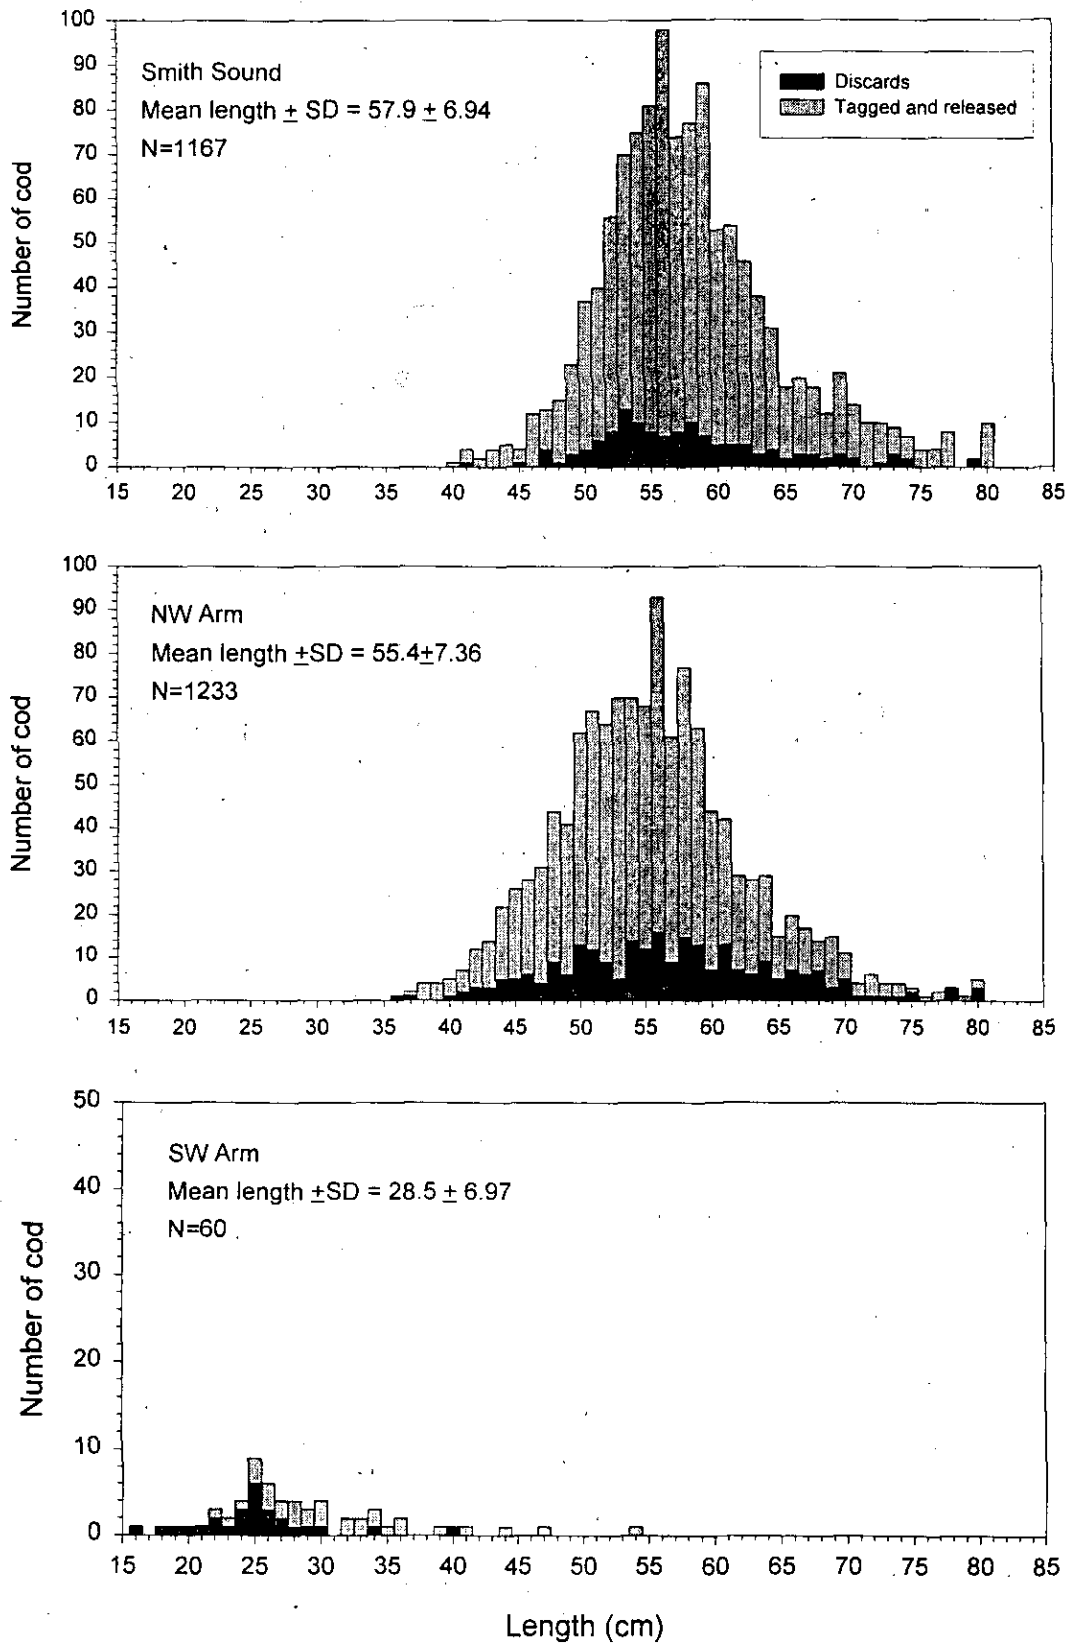 Smith Sound
Mean length ± SD = 57.9 ± 6.94
N=1167
Discards
Tagged and released
Number of cod
100
90
80
70
60
50
40
30
20
10
0
15 20 25 30 35 40 45 50 55 60 65 70 75 80 85
NW Arm
Mean length ±SD = 55.4±7.36
N=1233
Number of cod
100
90
80
70
60
50
40
30
20
10
0
15 20 25 30 35 40 45 50 55 60 65 70 75 80 85
SW Arm
Mean length ±SD = 28.5 ± 6.97
N=60
Number of cod
50
40
30
20
10
0
15 20 25 30 35 40 45 50 55 60 65 70 75 80 85
Length (cm)